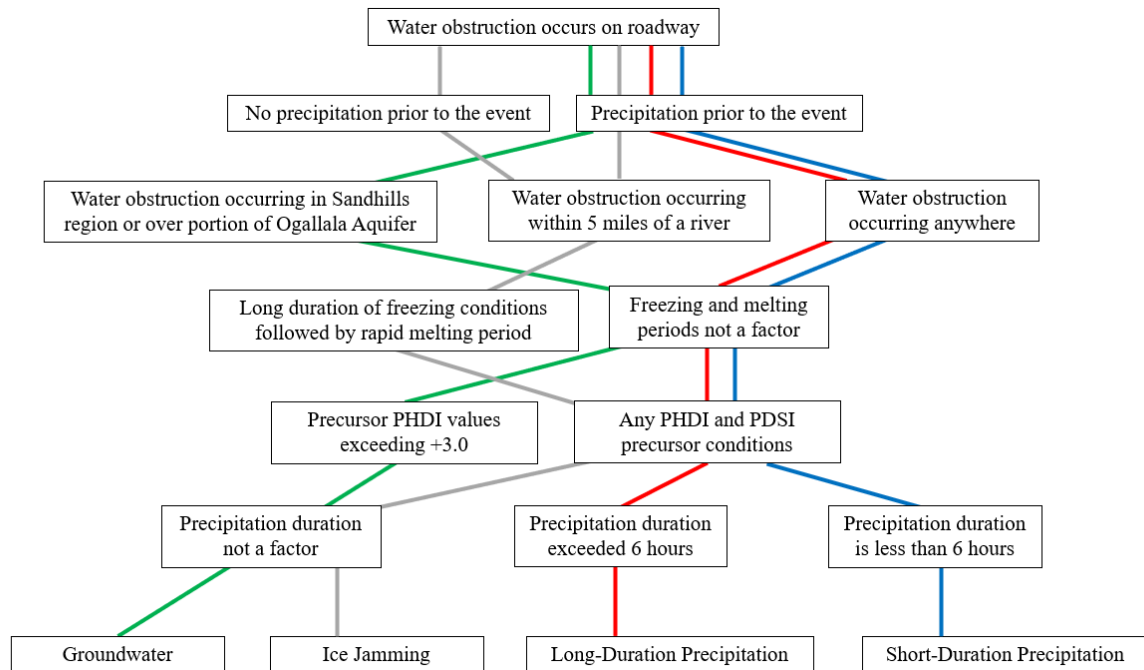 Water obstruction occurs on roadway
No precipitation prior to the event
Precipitation prior to the event
Water obstruction occurring in Sandhills
region or over portion of Ogallala Aquifer
Water obstruction occurring
within 5 miles of a river
Water obstruction
occurring anywhere
Long duration of freezing conditions
followed by rapid melting period
Freezing and melting
periods not a factor
Precursor PHDI values
exceeding +3.0
Any PHDI and PDSI
precursor conditions
Precipitation duration
not a factor
Precipitation duration
exceeded 6 hours
Precipitation duration
is less than 6 hours
Groundwater
Ice Jamming
Long-Duration Precipitation
Short-Duration Precipitation